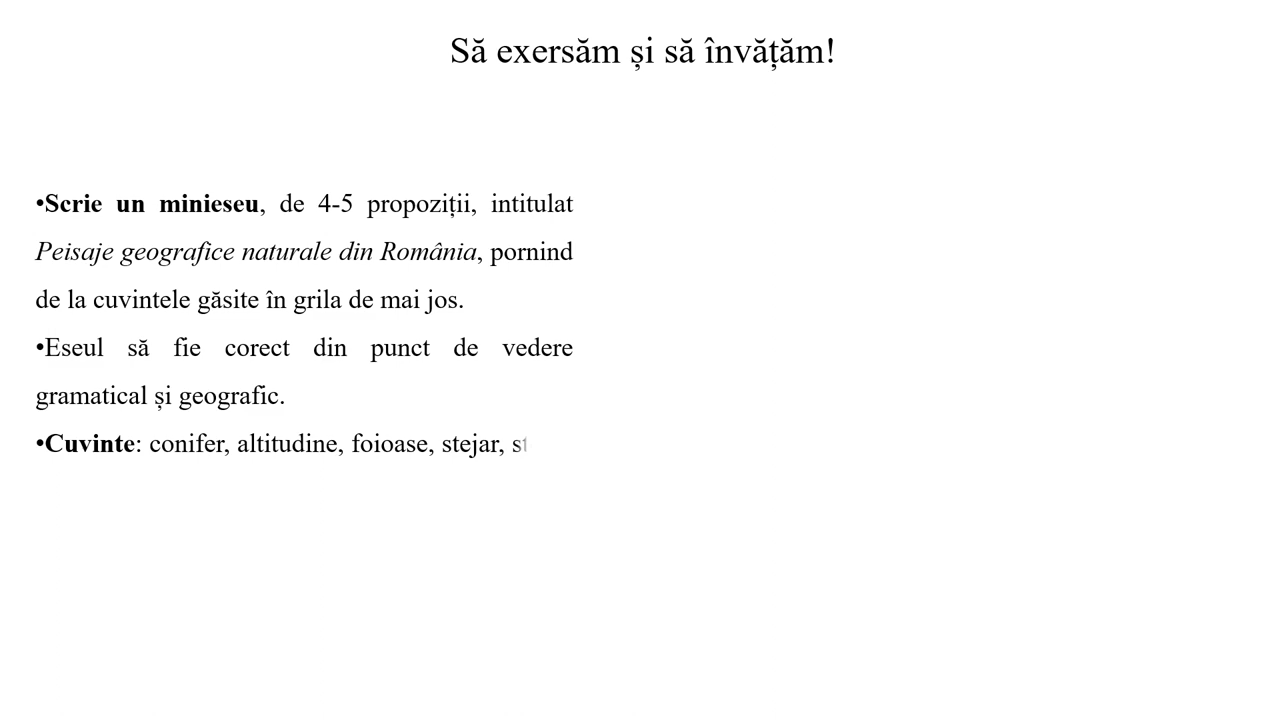 Să exersăm și să învățăm!
•Scrie un minieseu, de 4-5 propoziții, intitulat
Peisaje geografice naturale din România, pornind
de la cuvintele găsite în grila de mai jos.
•Eseul să fie corect din punct de vedere
gramatical și geografic.
•Cuvinte: conifer, altitudine, foioase, stejar,